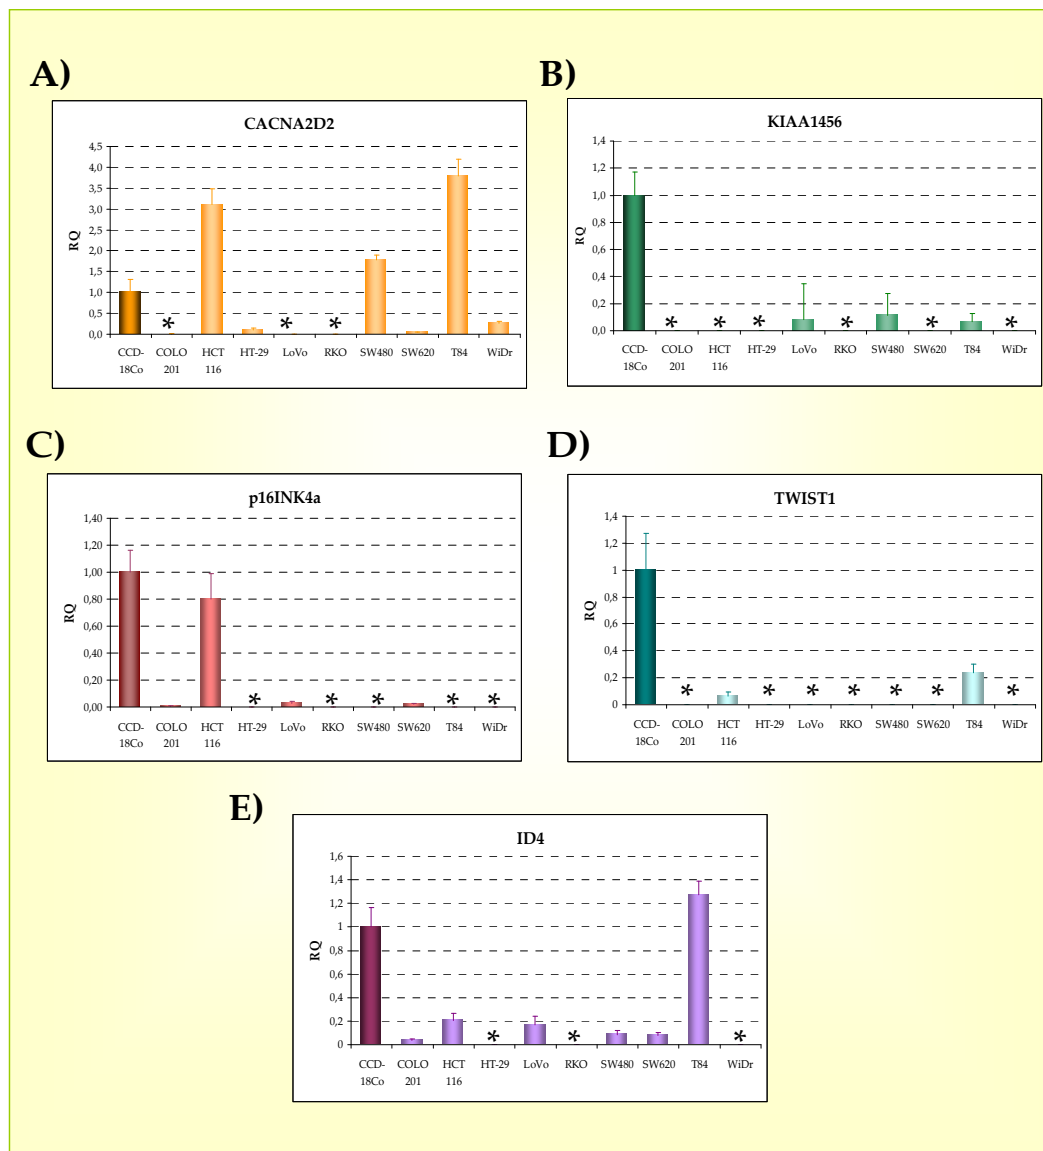 A)
CACNA2D2
4,5
4,0
3,5
3,0
2,5
2,0
1,5
1,0
0,5
0,0
RQ
* * *
CCD- COLO HCT HT-29 LoVo RKO SW480 SW620 T84 WiDr
18Co 201 116
B)
KIAA1456
1,4
1,2
1,0
0,8
0,6
0,4
0,2
0,0
RQ
* * * * * *
CCD- COLO HCT HT-29 LoVo RKO SW480 SW620 T84 WiDr
18Co 201 116
C)
p16INK4a
1,40
1,20
1,00
0,80
0,60
0,40
0,20
0,00
RQ
* * * * *
CCD- COLO HCT HT-29 LoVo RKO SW480 SW620 T84 WiDr
18Co 201 116
D)
TWIST1
1,4
1,2
1
0,8
0,6
0,4
0,2
0
RQ
* * * * * * *
CCD- COLO HCT HT-29 LoVo RKO SW480 SW620 T84 WiDr
18Co 201 116
E)
ID4
1,6
1,4
1,2
1
0,8
0,6
0,4
0,2
0
RQ
* * *
CCD- COLO HCT HT-29 LoVo RKO SW480 SW620 T84 WiDr
18Co 201 116